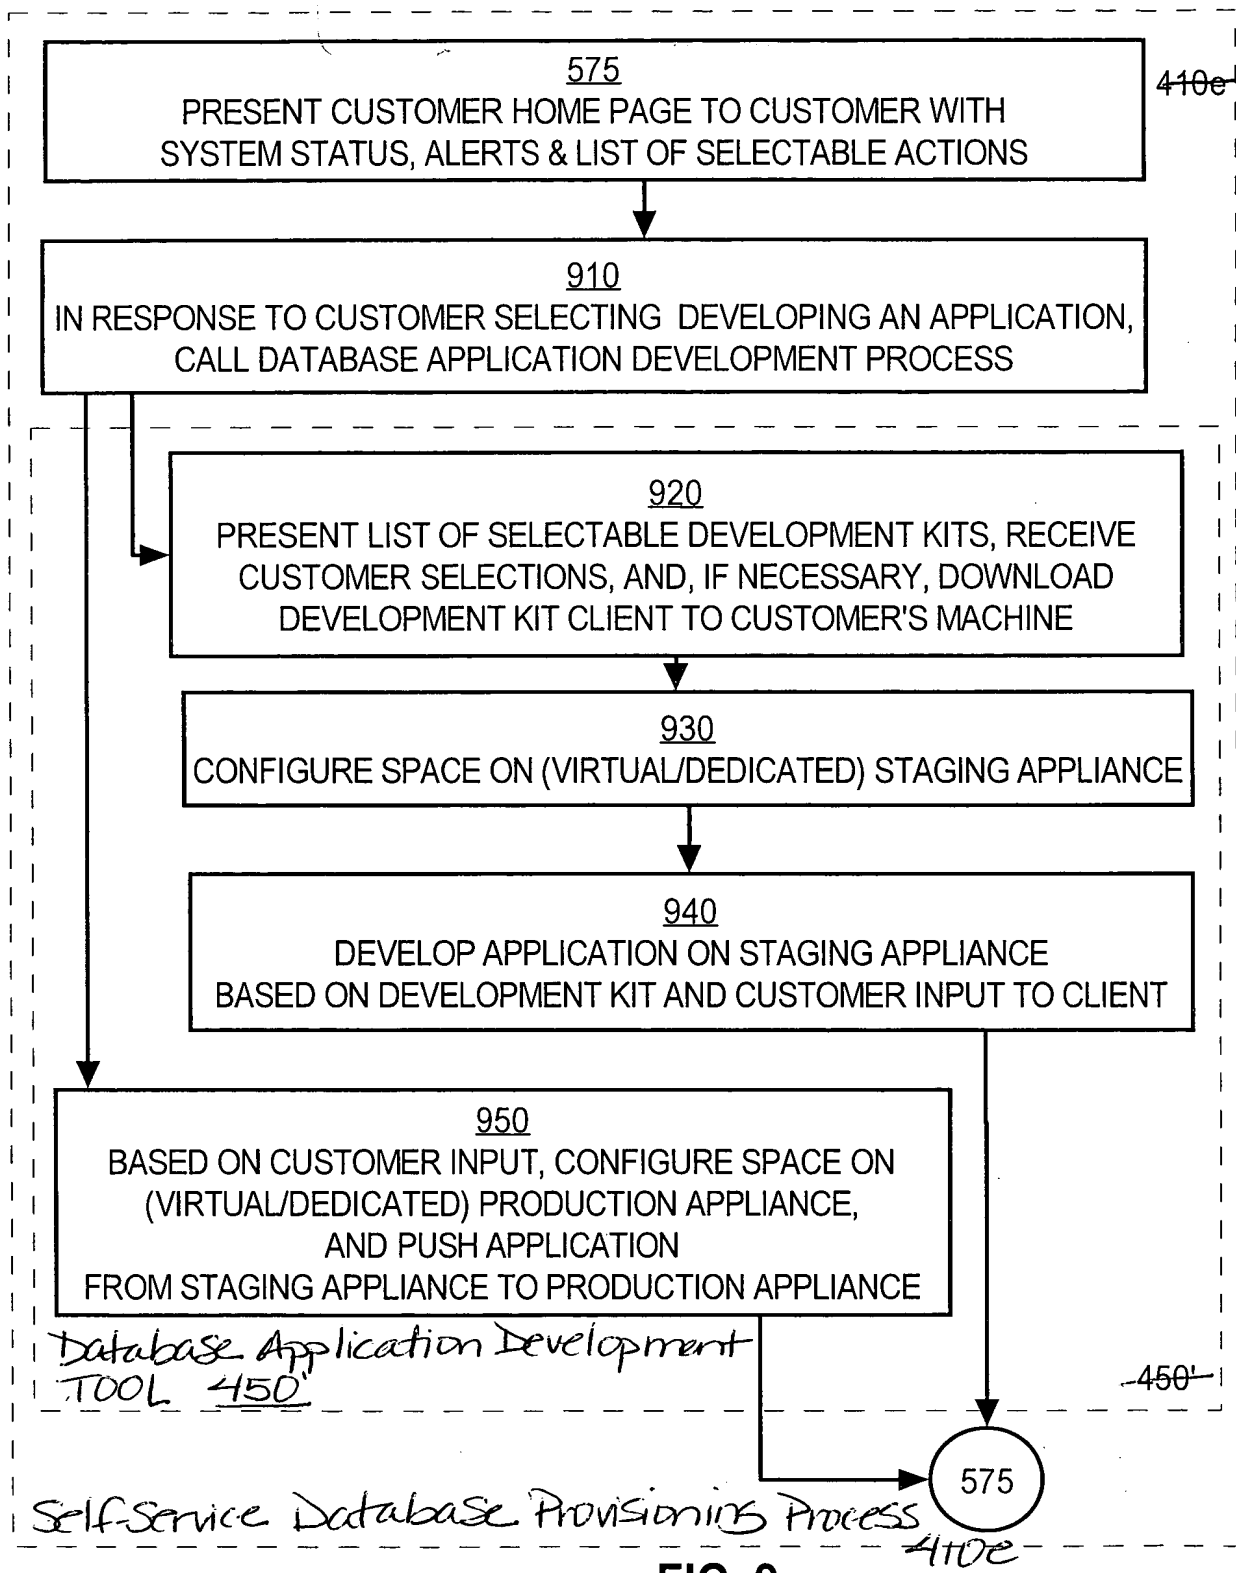 575
PRESENT CUSTOMER HOME PAGE TO CUSTOMER WITH
SYSTEM STATUS, ALERTS & LIST OF SELECTABLE ACTIONS
410e
910
IN RESPONSE TO CUSTOMER SELECTING DEVELOPING AN APPLICATION,
CALL DATABASE APPLICATION DEVELOPMENT PROCESS
920
PRESENT LIST OF SELECTABLE DEVELOPMENT KITS, RECEIVE
CUSTOMER SELECTIONS, AND, IF NECESSARY, DOWNLOAD
DEVELOPMENT KIT CLIENT TO CUSTOMER'S MACHINE
930
CONFIGURE SPACE ON (VIRTUAL/DEDICATED) STAGING APPLIANCE
940
DEVELOP APPLICATION ON STAGING APPLIANCE
BASED ON DEVELOPMENT KIT AND CUSTOMER INPUT TO CLIENT
950
BASED ON CUSTOMER INPUT, CONFIGURE SPACE ON
(VIRTUAL/DEDICATED) PRODUCTION APPLIANCE,
AND PUSH APPLICATION
FROM STAGING APPLIANCE TO PRODUCTION APPLIANCE
Database Application Development
TOOL 450'
450'
575
Self-Service Database Provisioning Process
410e